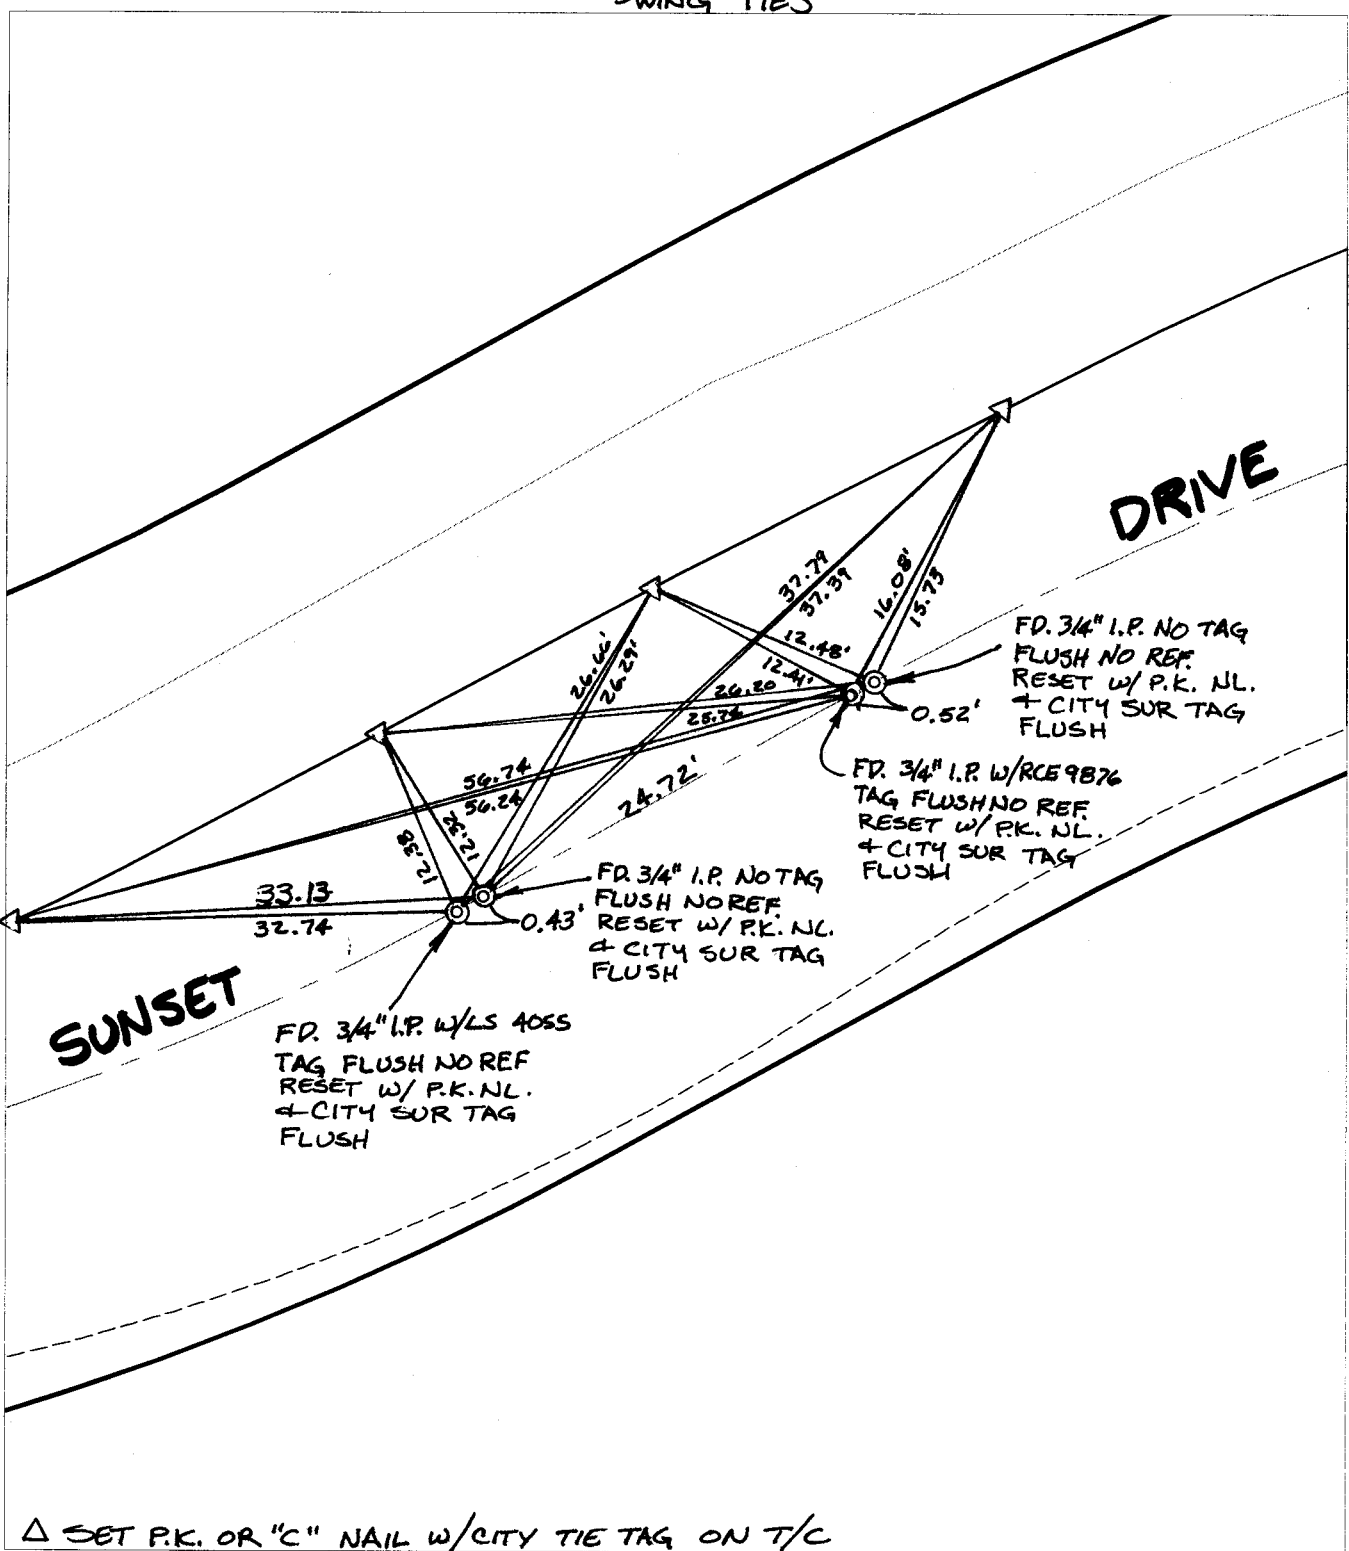 SWING TIES
DRIVE
37.79
37.39
16.08'
15.73
12.48'
12.41'
26.20
25.76
26.66'
26.29'
0.52'
FD. 3/4" I.P. NO TAG
FLUSH NO REF.
RESET W/ P.K. NL.
& CITY SUR TAG
FLUSH
FD. 3/4" I.P. W/RCE 9876
TAG FLUSH NO REF.
RESET W/ P.K. NL.
& CITY SUR TAG
FLUSH
56.74
56.24
24.72'
12.38
12.32
33.13
32.74
0.43'
FD. 3/4" I.P. NO TAG
FLUSH NO REF.
RESET W/ P.K. NL.
& CITY SUR TAG
FLUSH
SUNSET
FD. 3/4" I.P. W/LS 4055
TAG FLUSH NO REF
RESET W/ P.K. NL.
& CITY SUR TAG
FLUSH
△ SET P.K. OR "C" NAIL W/CITY TIE TAG ON T/C